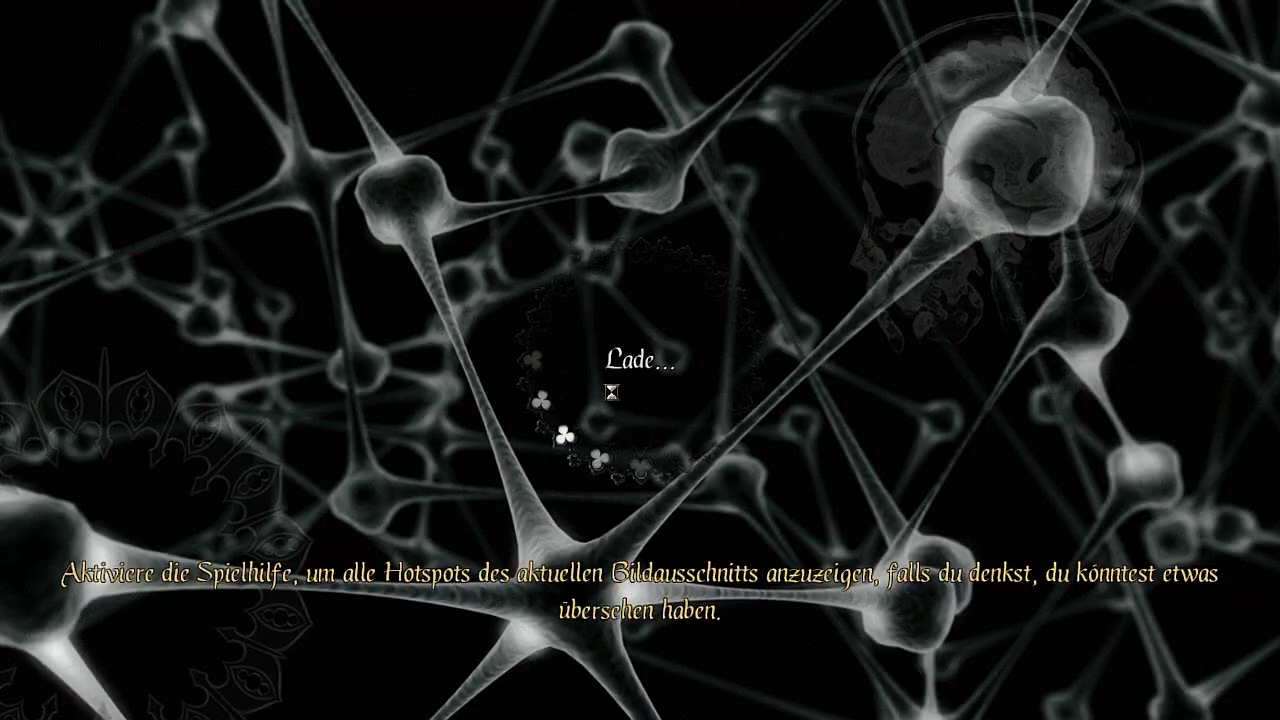 Lade...
Aktiviere die Spielhilfe, um alle Hotspots des aktuellen Bildausschnitts anzuzeigen, falls du denkst, du könntest etwas
übersehen haben.